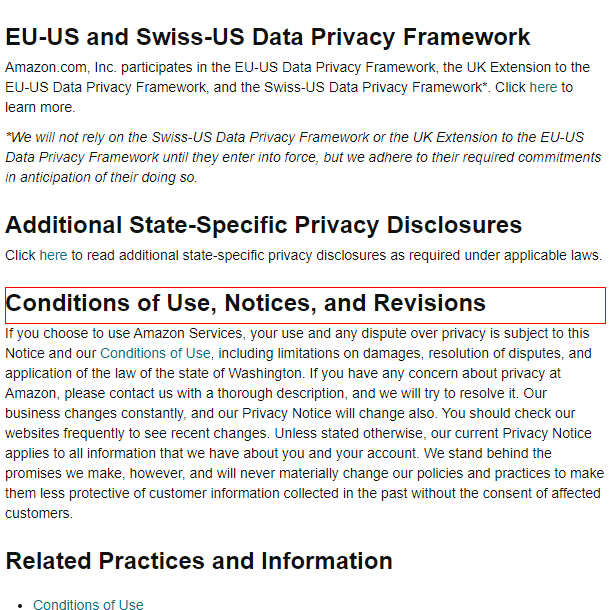 EU-US and Swiss-US Data Privacy Framework
Amazon.com, Inc. participates in the EU-US Data Privacy Framework, the UK Extension to the
EU-US Data Privacy Framework, and the Swiss-US Data Privacy Framework*. Click here to
learn more.
*We will not rely on the Swiss-US Data Privacy Framework or the UK Extension to the EU-US
Data Privacy Framework until they enter into force, but we adhere to their required commitments
in anticipation of their doing so.
Additional State-Specific Privacy Disclosures
Click here to read additional state-specific privacy disclosures as required under applicable laws.
Conditions of Use, Notices, and Revisions
If you choose to use Amazon Services, your use and any dispute over privacy is subject to this
Notice and our Conditions of Use, including limitations on damages, resolution of disputes, and
application of the law of the state of Washington. If you have any concern about privacy at
Amazon, please contact us with a thorough description, and we will try to resolve it. Our
business changes constantly, and our Privacy Notice will change also. You should check our
websites frequently to see recent changes. Unless stated otherwise, our current Privacy Notice
applies to all information that we have about you and your account. We stand behind the
promises we make, however, and will never materially change our policies and practices to make
them less protective of customer information collected in the past without the consent of affected
customers.
Related Practices and Information
• Conditions of Use